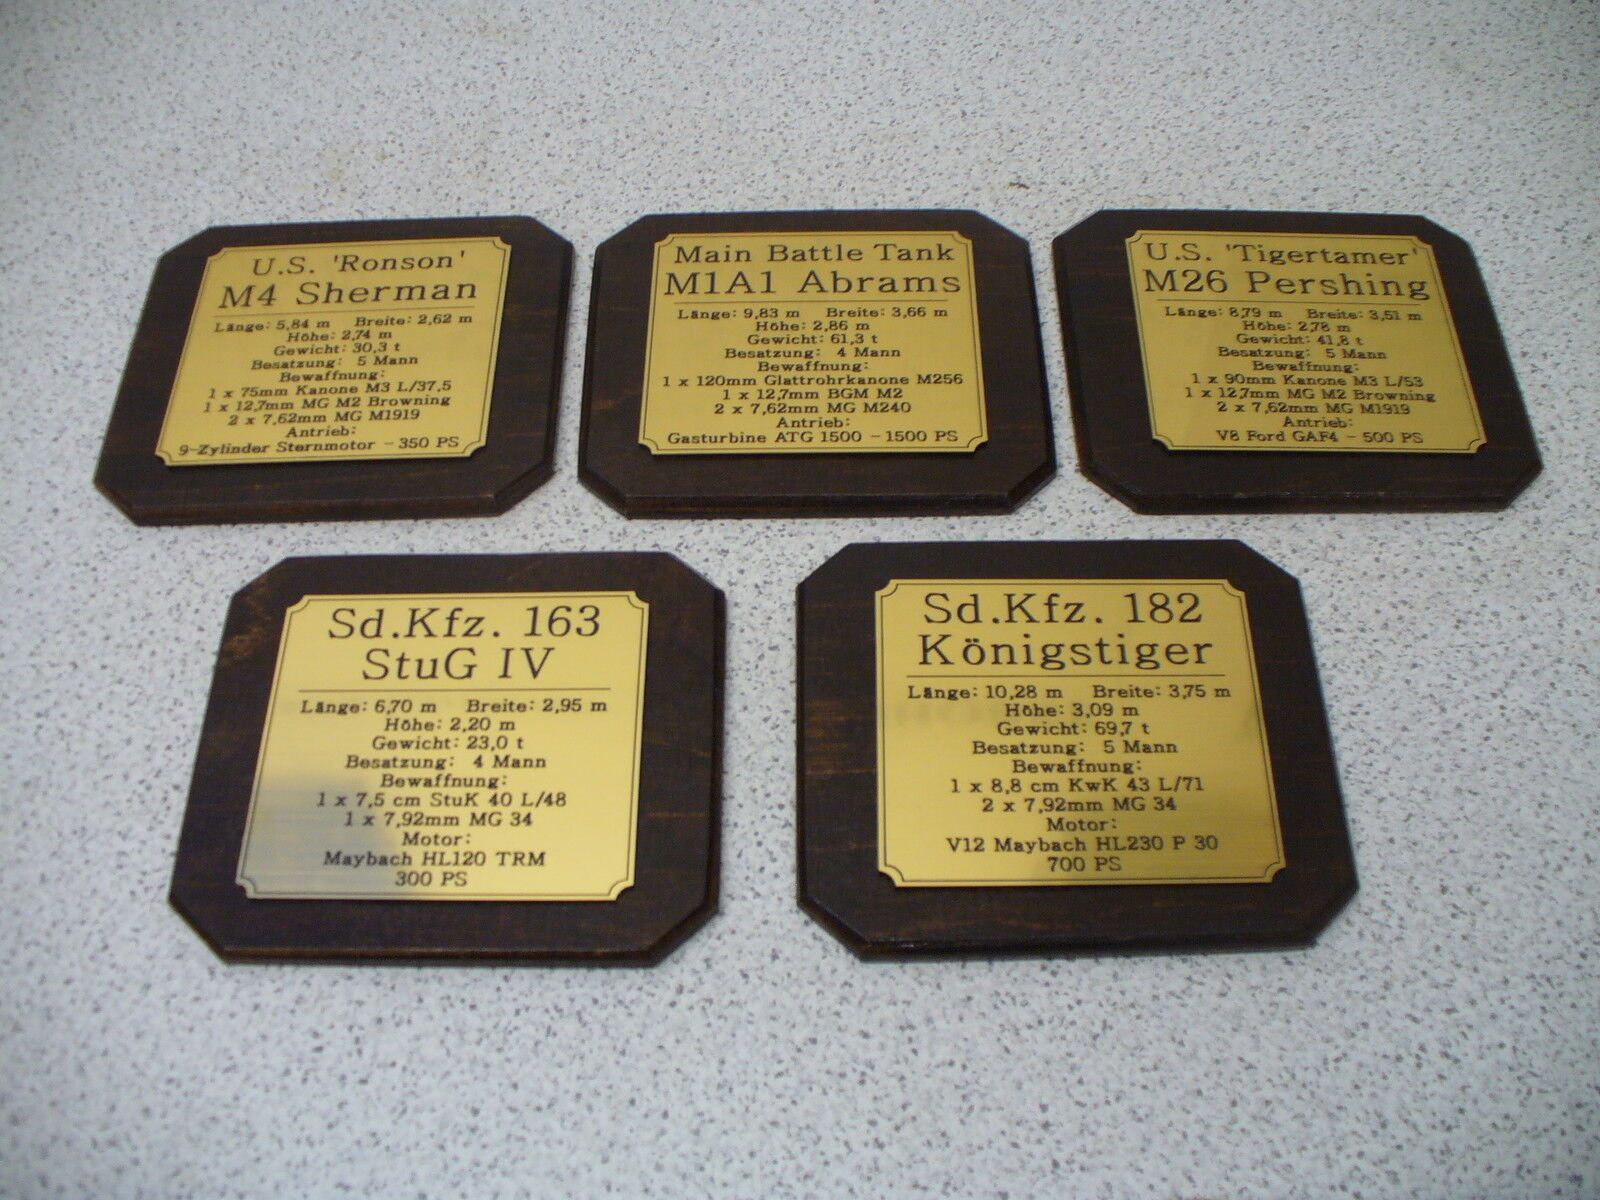 U.S. 'Ronson'
M4 Sherman
Länge: 5,84 m Breite: 2,62 m
Höhe: 2,74 m
Gewicht: 30,3 t
Besatzung: 5 Mann
Bewaffnung:
1 x 75mm Kanone M3 L/37,5
1 x 12,7mm MG M2 Browning
2 x 7,62mm MG M1919
Antrieb:
9-Zylinder Sternmotor - 350 PS
Main Battle Tank
M1A1 Abrams
Länge: 9,83 m Breite: 3,66 m
Höhe: 2,86 m
Gewicht: 61,3 t
Besatzung: 4 Mann
Bewaffnung:
1 x 120mm Glattrohrkanone M256
1 x 12,7mm BGM M2
2 x 7,62mm MG M240
Antrieb:
Gasturbine ATG 1500 - 1500 PS
U.S. 'Tigertamer'
M26 Pershing
Länge: 8,79 m Breite: 3,51 m
Höhe: 2,78 m
Gewicht: 41,8 t
Besatzung: 5 Mann
Bewaffnung:
1 x 90mm Kanone M3 L/53
1 x 12,7mm MG M2 Browning
2 x 7,62mm MG M1919
Antrieb:
V8 Ford GAF4 - 500 PS
Sd.Kfz. 163
StuG IV
Länge: 6,70 m Breite: 2,95 m
Höhe: 2,20 m
Gewicht: 23,0 t
Besatzung: 4 Mann
Bewaffnung:
1 x 7,5 cm StuK 40 L/48
1 x 7,92mm MG 34
Motor:
Maybach HL120 TRM
300 PS
Sd.Kfz. 182
Königstiger
Länge: 10,28 m Breite: 3,75 m
Höhe: 3,09 m
Gewicht: 69,7 t
Besatzung: 5 Mann
Bewaffnung:
1 x 8,8 cm KwK 43 L/71
2 x 7,92mm MG 34
Motor:
V12 Maybach HL230 P 30
700 PS